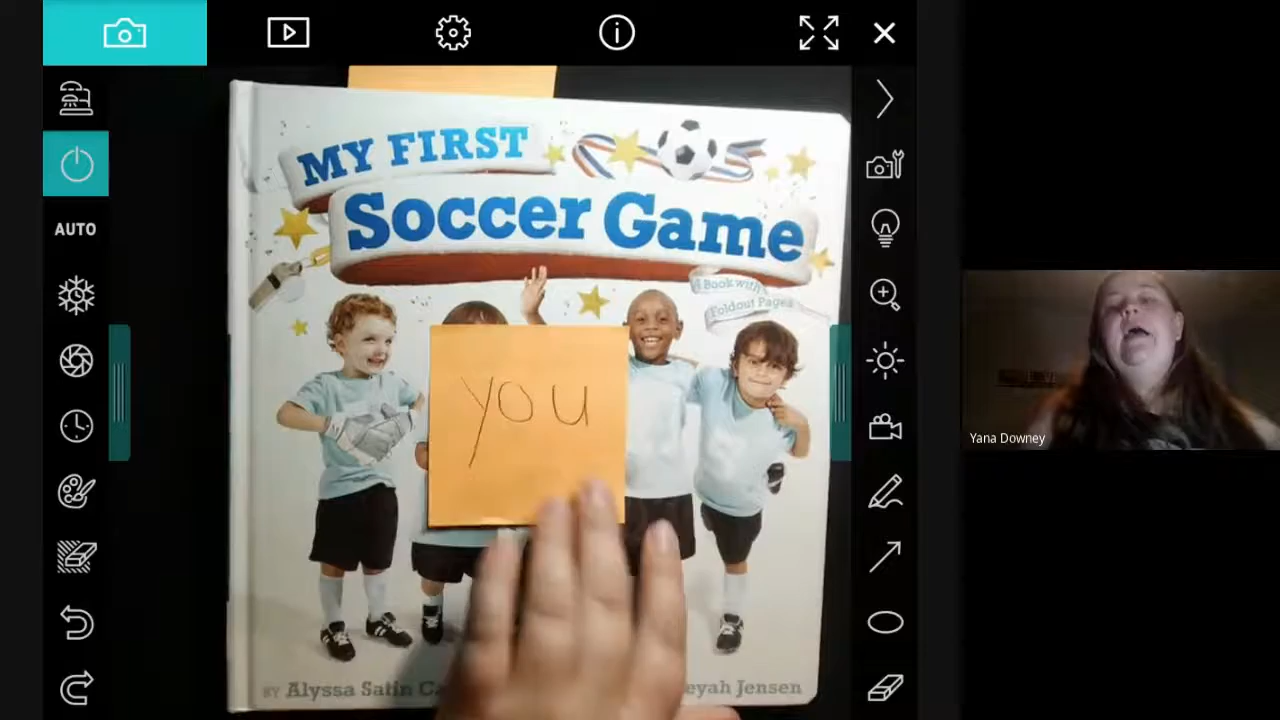 AUTO
MY FIRST
Soccer Game
A Book with
Foldout Pages
you
BY Alyssa Satin
Jensen
Yana Downey